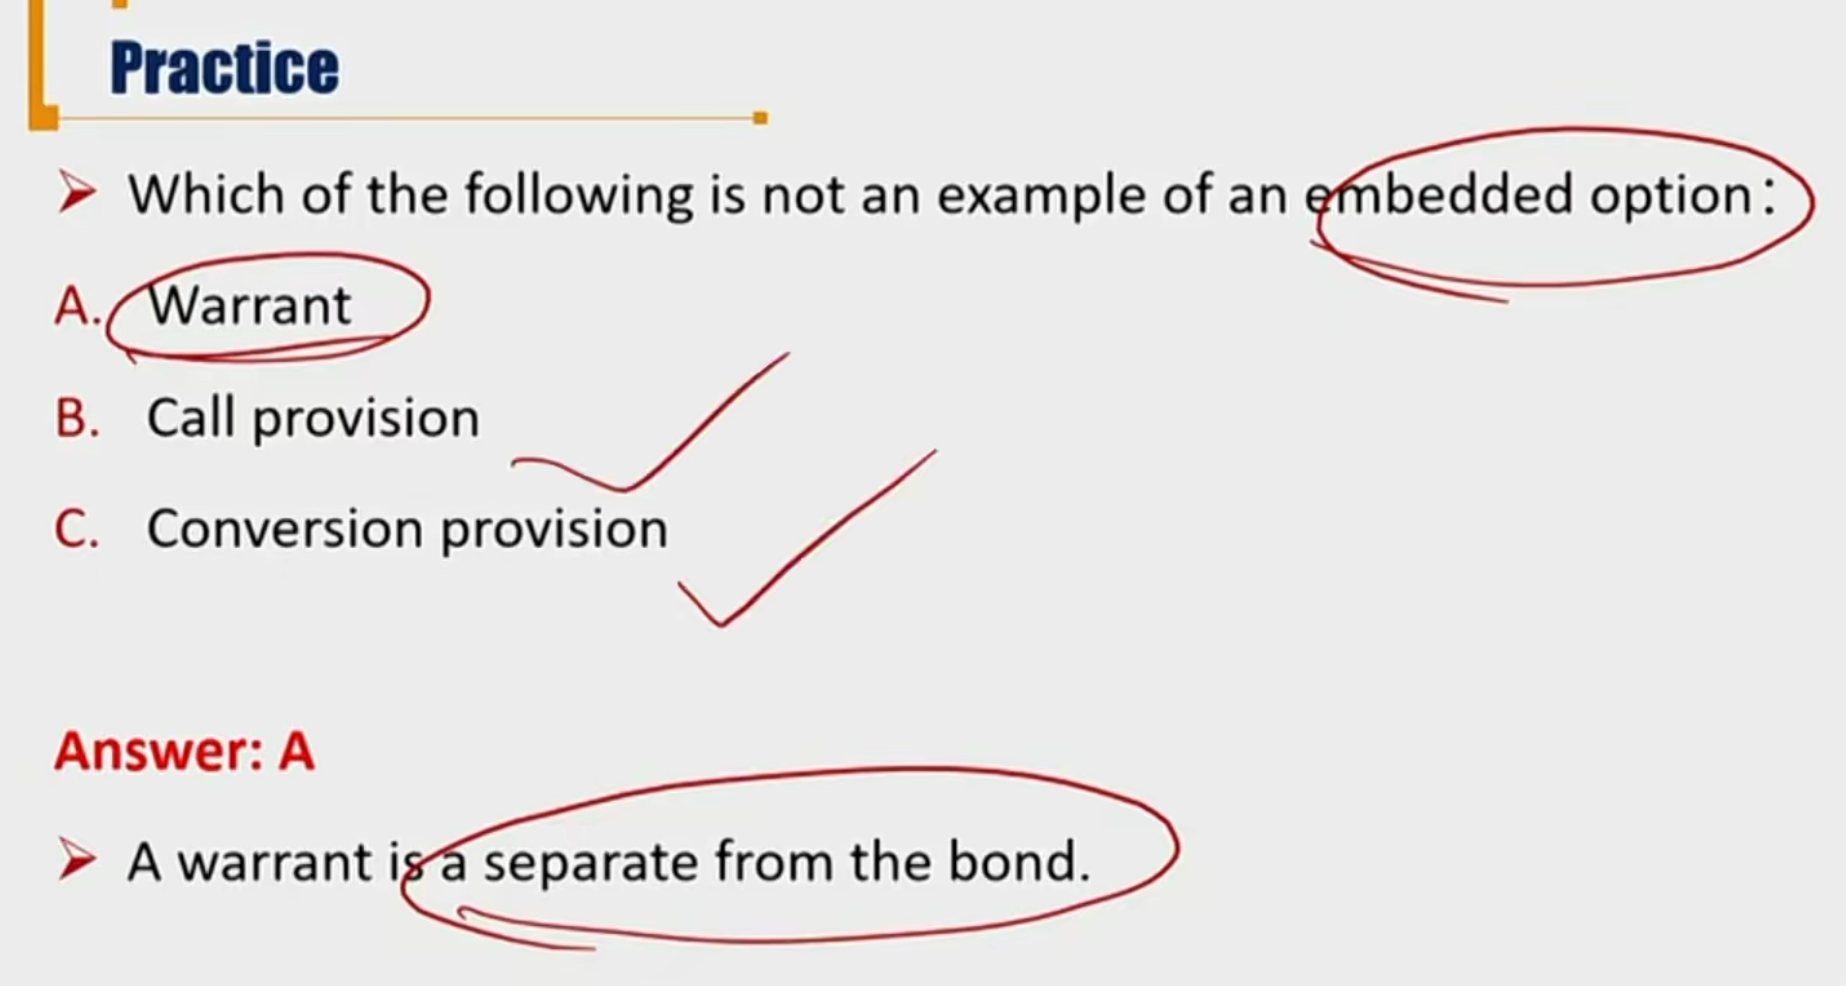 Practice
Which of the following is not an example of an embedded option:
A. Warrant
B. Call provision
C. Conversion provision
Answer: A
A warrant is a separate from the bond.